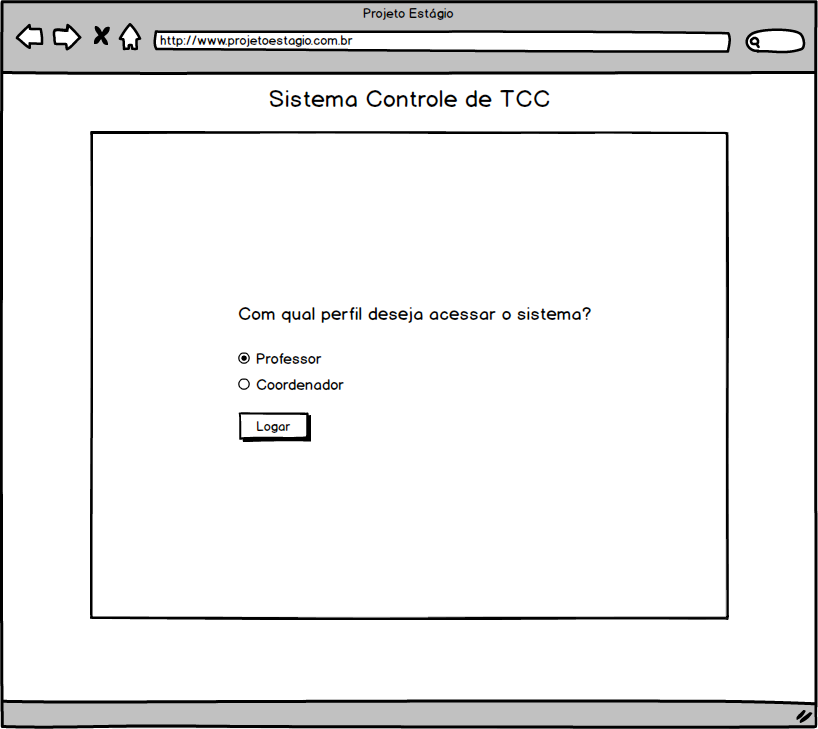 Projeto Estágio
http://www.projetoestagio.com.br
Sistema Controle de TCC
Com qual perfil deseja acessar o sistema?
Professor
Coordenador
Logar